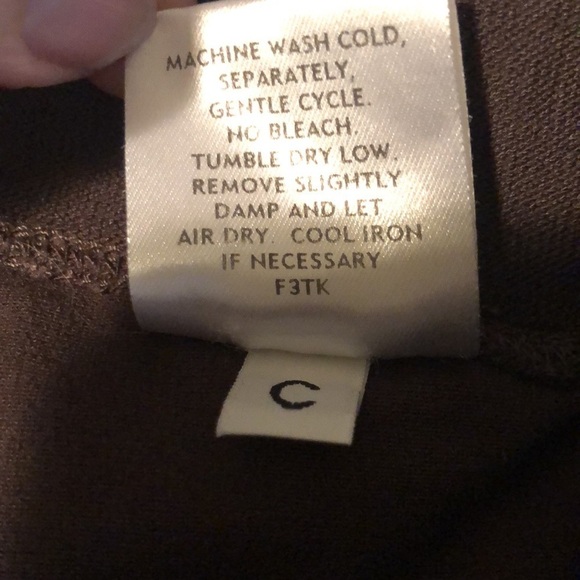 MACHINE WASH COLD,
SEPARATELY,
GENTLE CYCLE.
NO BLEACH.
TUMBLE DRY LOW.
REMOVE SLIGHTLY
DAMP AND LET
AIR DRY. COOL IRON
IF NECESSARY
F3TK
C